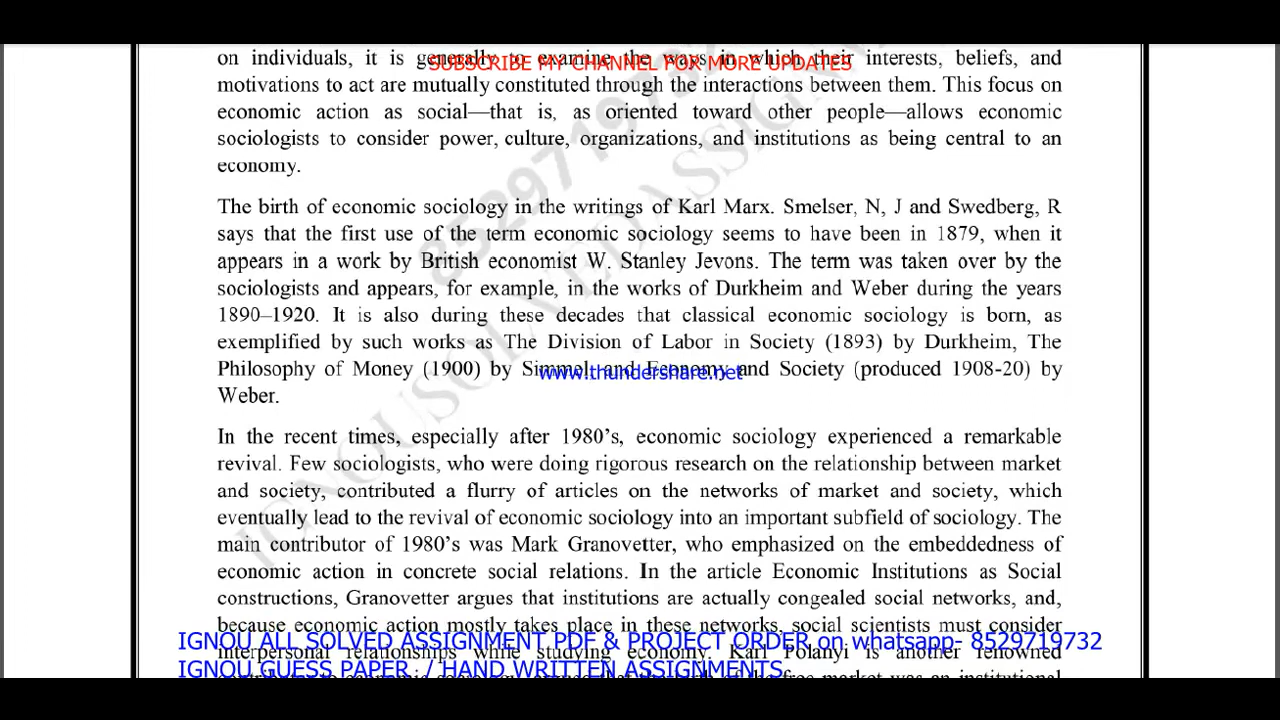 on individuals, it is generally to examine the ways in which their interests, beliefs, and
SUBSCRIBE MY CHANNEL FOR MORE UPDATES
motivations to act are mutually constituted through the interactions between them. This focus on
economic action as social—that is, as oriented toward other people—allows economic
sociologists to consider power, culture, organizations, and institutions as being central to an
economy.
The birth of economic sociology in the writings of Karl Marx. Smelser, N, J and Swedberg, R
says that the first use of the term economic sociology seems to have been in 1879, when it
appears in a work by British economist W. Stanley Jevons. The term was taken over by the
sociologists and appears, for example, in the works of Durkheim and Weber during the years
1890–1920. It is also during these decades that classical economic sociology is born, as
exemplified by such works as The Division of Labor in Society (1893) by Durkheim, The
Philosophy of Money (1900) by Simmel and Economy and Society (produced 1908-20) by
www.thundershare.net
Weber.
In the recent times, especially after 1980’s, economic sociology experienced a remarkable
revival. Few sociologists, who were doing rigorous research on the relationship between market
and society, contributed a flurry of articles on the networks of market and society, which
eventually lead to the revival of economic sociology into an important subfield of sociology. The
main contributor of 1980’s was Mark Granovetter, who emphasized on the embeddedness of
economic action in concrete social relations. In the article Economic Institutions as Social
constructions, Granovetter argues that institutions are actually congealed social networks, and,
because economic action mostly takes place in these networks, social scientists must consider
IGNOU ALL SOLVED ASSIGNMENT PDF & PROJECT ORDER on whatsapp- 8529719732
interpersonal relationships while studying economy. Karl Polanyi is another renowned
IGNOU GUESS PAPER / HAND WRITTEN ASSIGNMENTS
the free market was an institutional
8529719732
IGNOUSOLVEDASSIGN